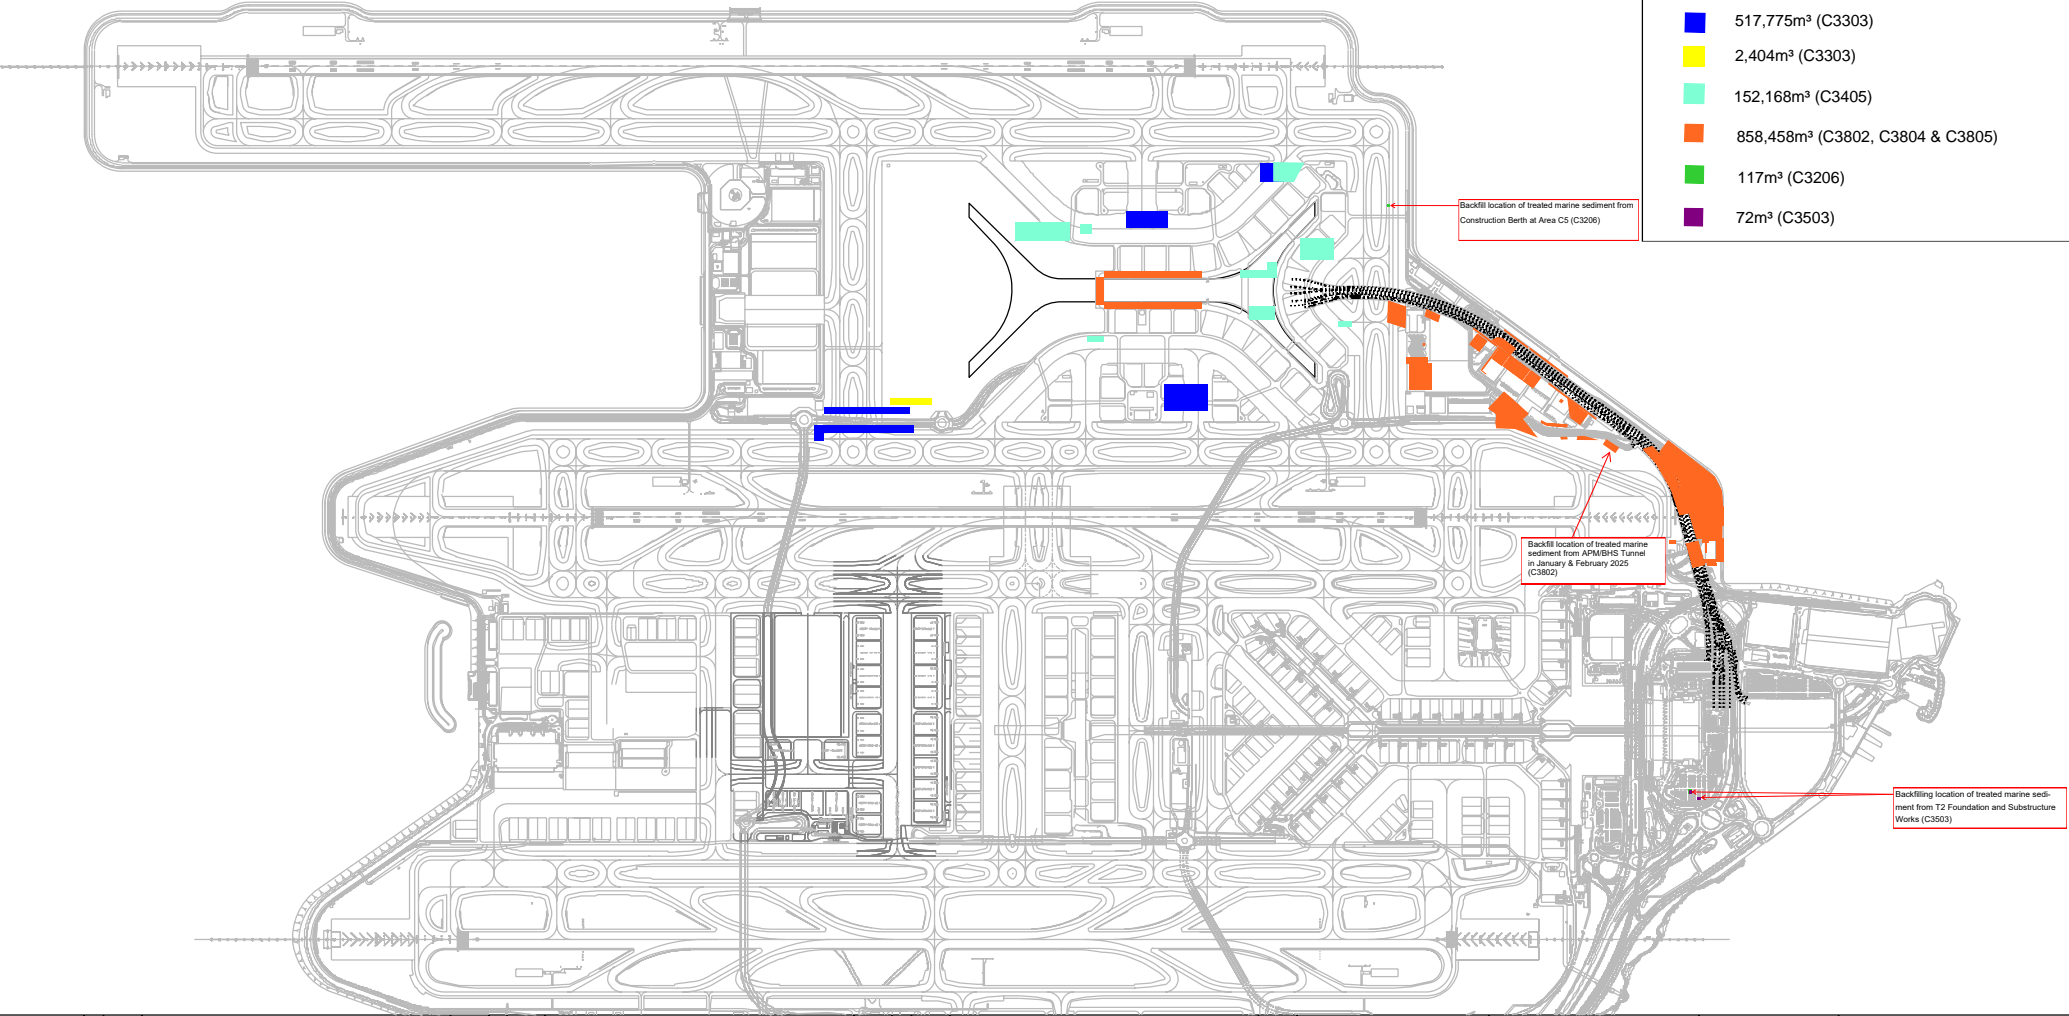 517,775m³ (C3303)
2,404m³ (C3303)
152,168m³ (C3405)
858,458m³ (C3802, C3804 & C3805)
117m³ (C3206)
72m³ (C3503)
Backfill location of treated marine sediment from
Construction Berth at Area C5 (C3206)
Backfill location of treated marine
sediment from APM/BHS Tunnel
in January & February 2025
(C3802)
Backfilling location of treated marine sedi-
ment from T2 Foundation and Substructure
Works (C3503)